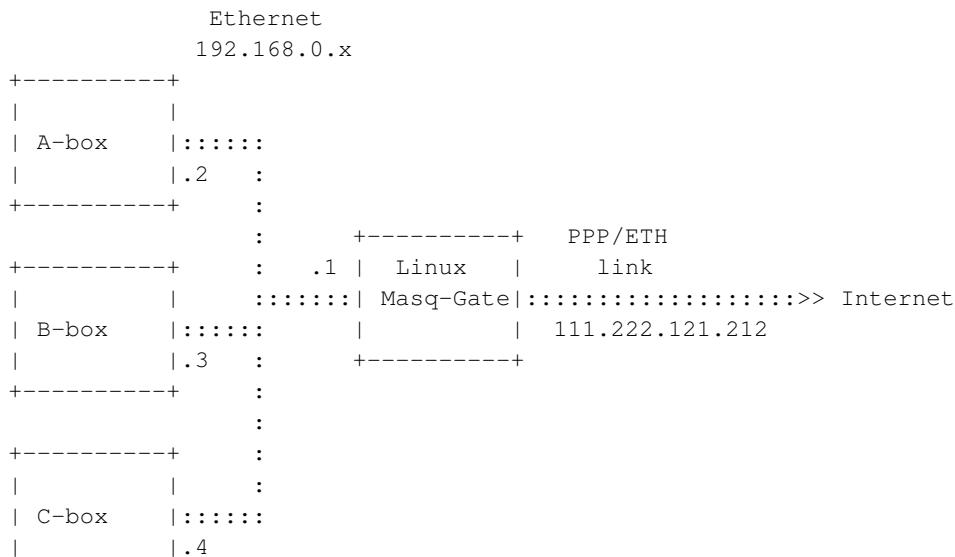 Ethernet
192.168.0.x
A-box
.2
PPP/ETH
.1 Linux link
Masq-Gate >> Internet
B-box 111.222.121.212
.3
C-box
.4